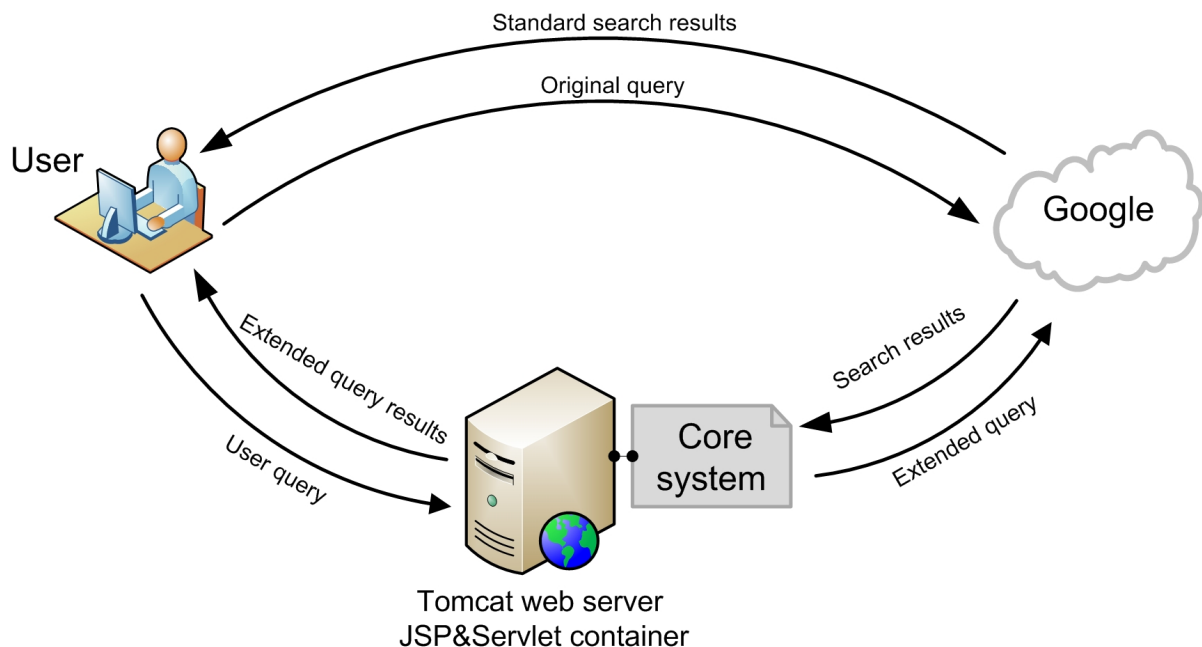 Standard search results
Original query
User
Google
Extended query results
User query
Search results
Extended query
Core
system
Tomcat web server
JSP&Servlet container